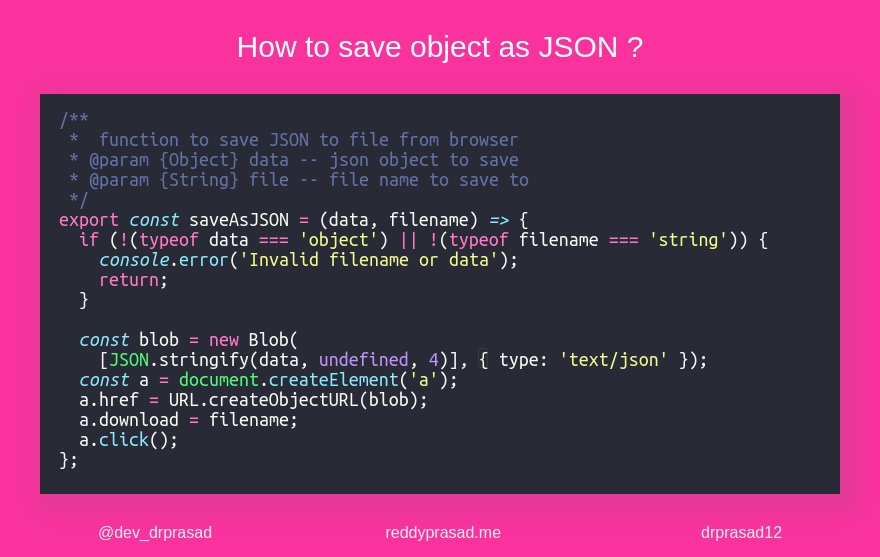 How to save object as JSON ?
/**
 *  function to save JSON to file from browser
 * @param {Object} data -- json object to save
 * @param {String} file -- file name to save to
 */
export const saveAsJSON = (data, filename) => {
  if (!(typeof data === 'object') || !(typeof filename === 'string')) {
    console.error('Invalid filename or data');
    return;
  }

  const blob = new Blob(
    [JSON.stringify(data, undefined, 4)], { type: 'text/json' });
  const a = document.createElement('a');
  a.href = URL.createObjectURL(blob);
  a.download = filename;
  a.click();
};
@dev_drprasad reddyprasad.me drprasad12